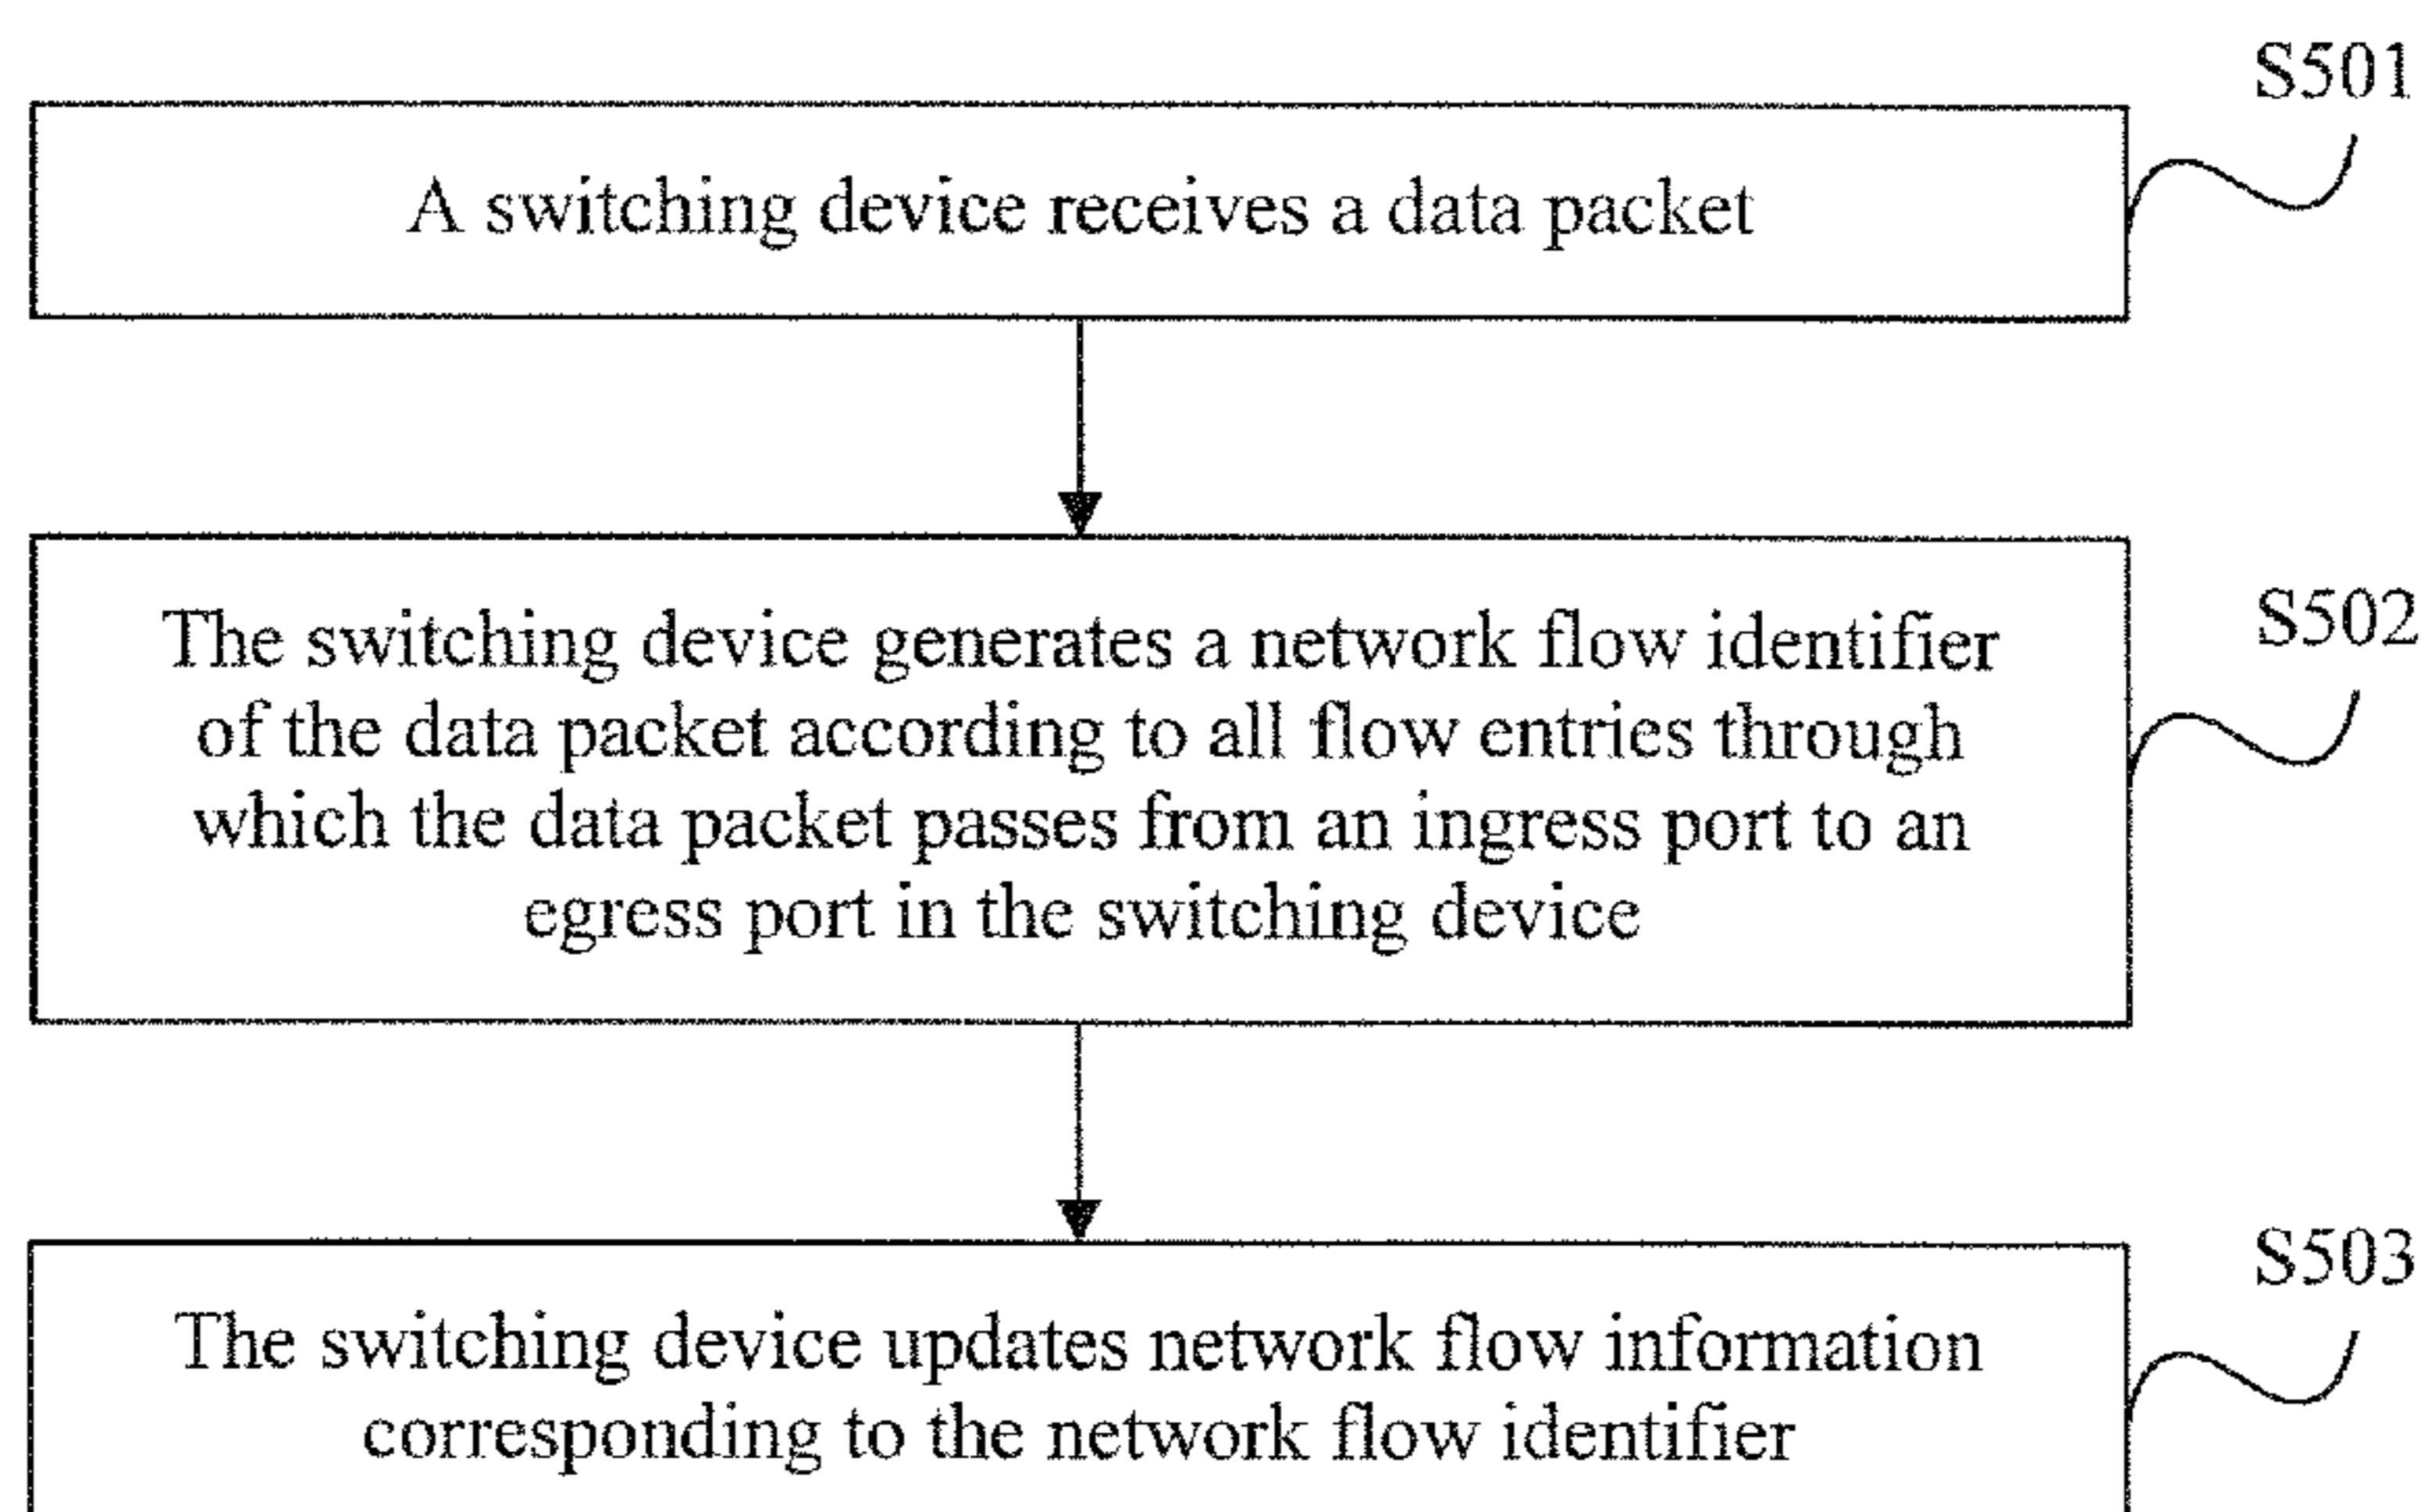 S501
A switching device receives a data packet
S502
The switching device generates a network flow identifier
of the data packet according to all flow entries through
which the data packet passes from an ingress port to an
egress port in the switching device
S503
The switching device updates network flow information
corresponding to the network flow identifier